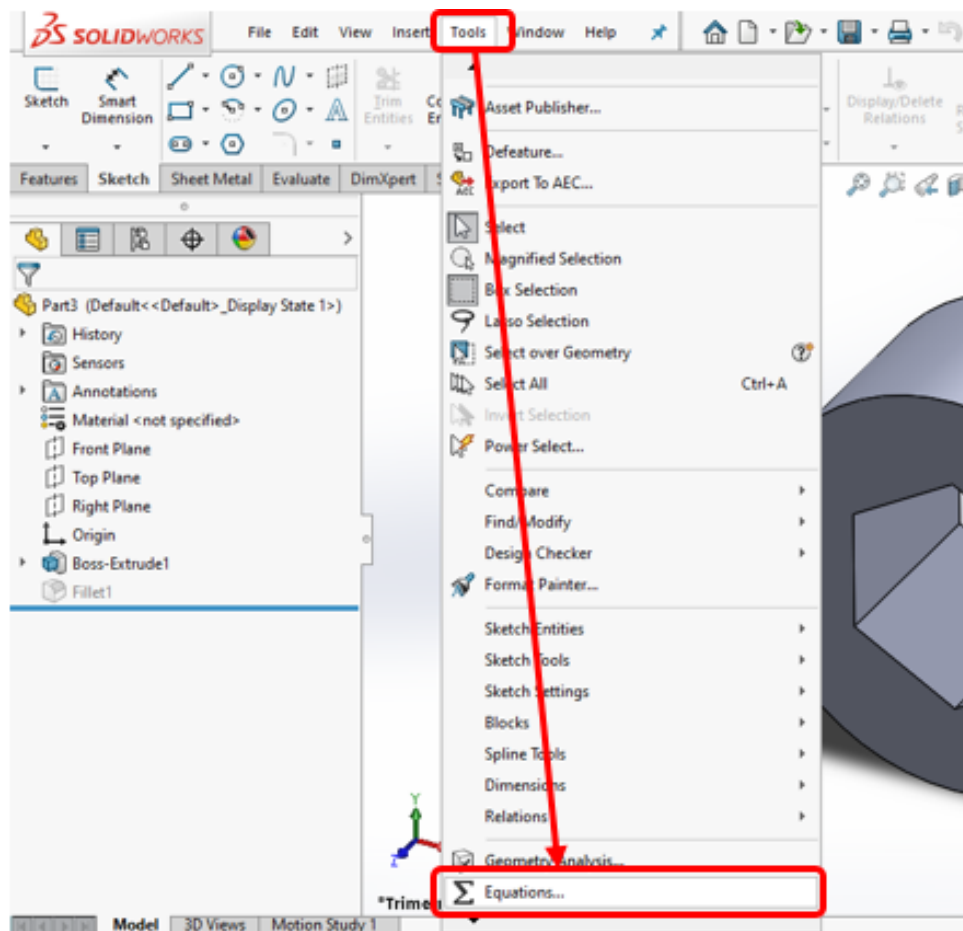 SOLIDWORKS File Edit View Insert Tools Window Help
Sketch
Smart Dimension
Trim Entities
Display/Delete Relations
Features Sketch Sheet Metal Evaluate DimXpert
Part3 (Default<<Default>_Display State 1>)
History
Sensors
Annotations
Material <not specified>
Front Plane
Top Plane
Right Plane
Origin
Boss-Extrude1
Fillet1
Asset Publisher...
Defeature...
Export To AEC...
Select
Magnified Selection
Box Selection
Lasso Selection
Select over Geometry
Select All Ctrl+A
Invert Selection
Power Select...
Compare
Find/Modify
Design Checker
Format Painter...
Sketch Entities
Sketch Tools
Sketch Settings
Blocks
Spline Tools
Dimensions
Relations
Geometry Analysis...
Equations...
Y
Z
Model 3D Views Motion Study 1